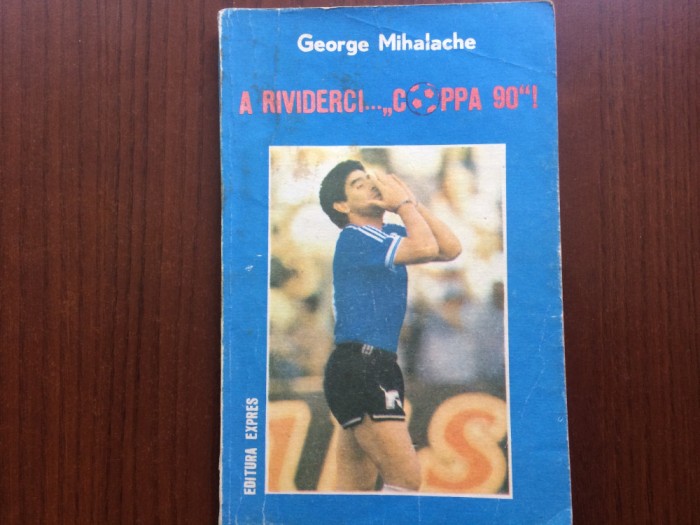 George Mihalache
A RIVIDERCI...„COPPA 90"!
EDITURA EXPRES